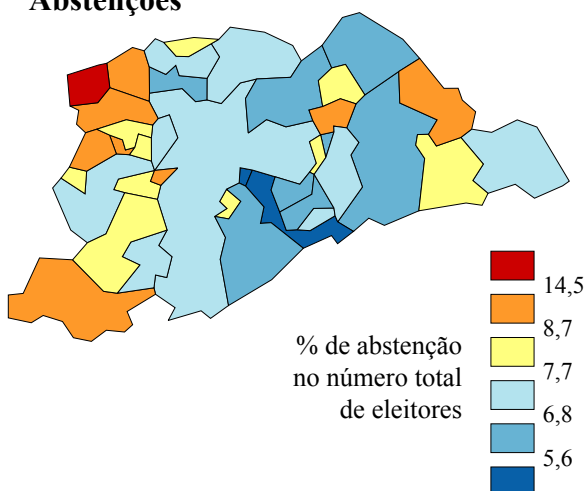 Abstenções
14,5
8,7
7,7
6,8
5,6
% de abstenção
no número total
de eleitores